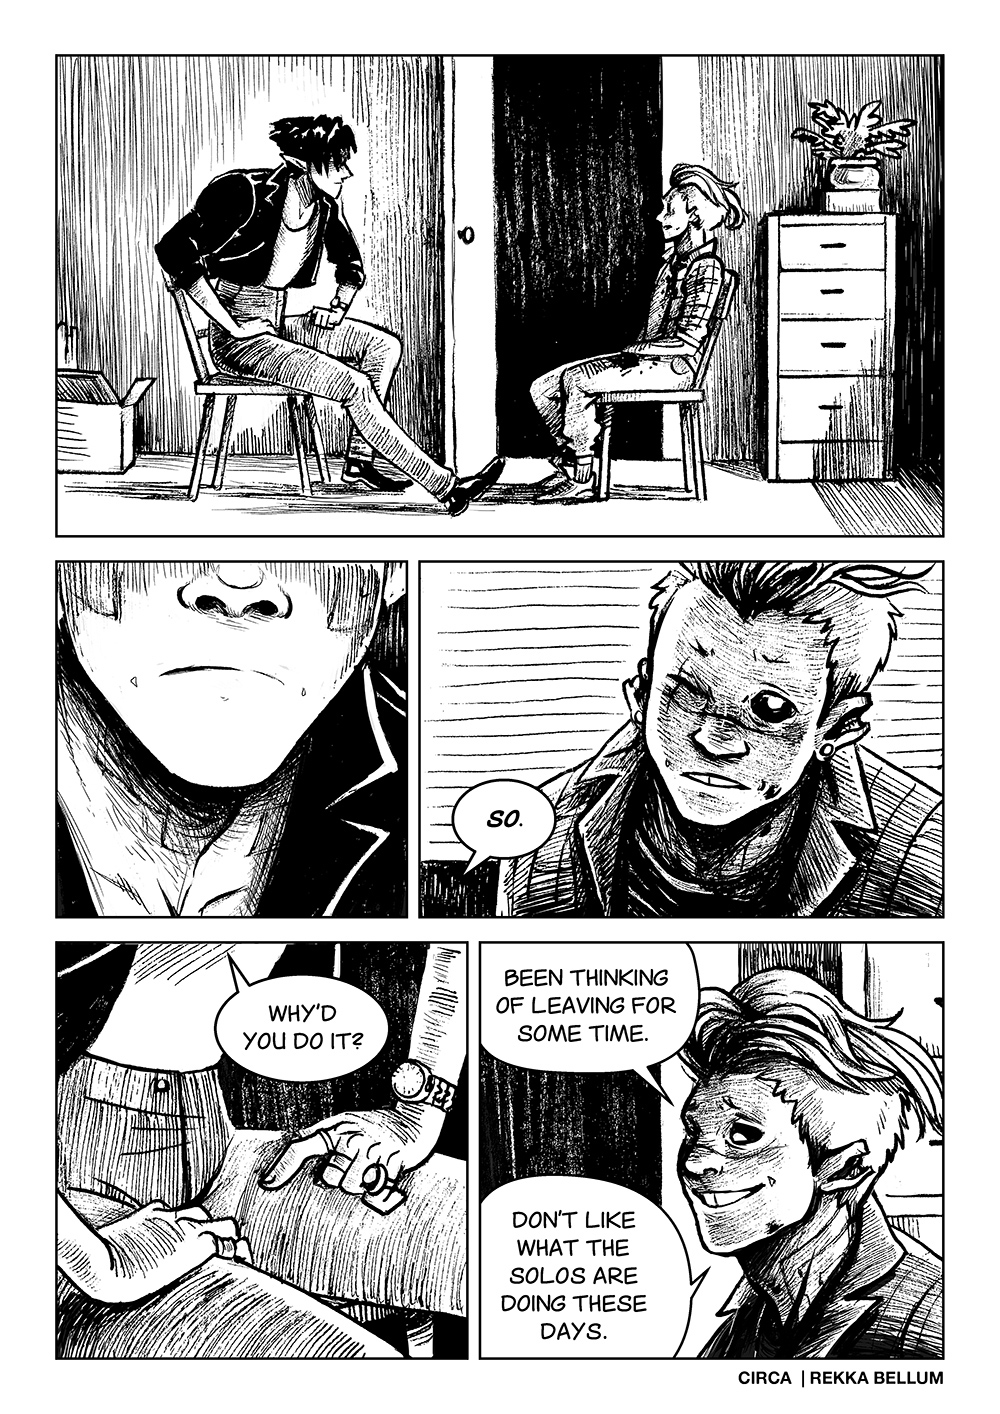 SO.
WHY'D
YOU DO IT?
BEEN THINKING
OF LEAVING FOR
SOME TIME.
DON'T LIKE
WHAT THE
SOLOS ARE
DOING THESE
DAYS.
CIRCA | REKKA BELLUM